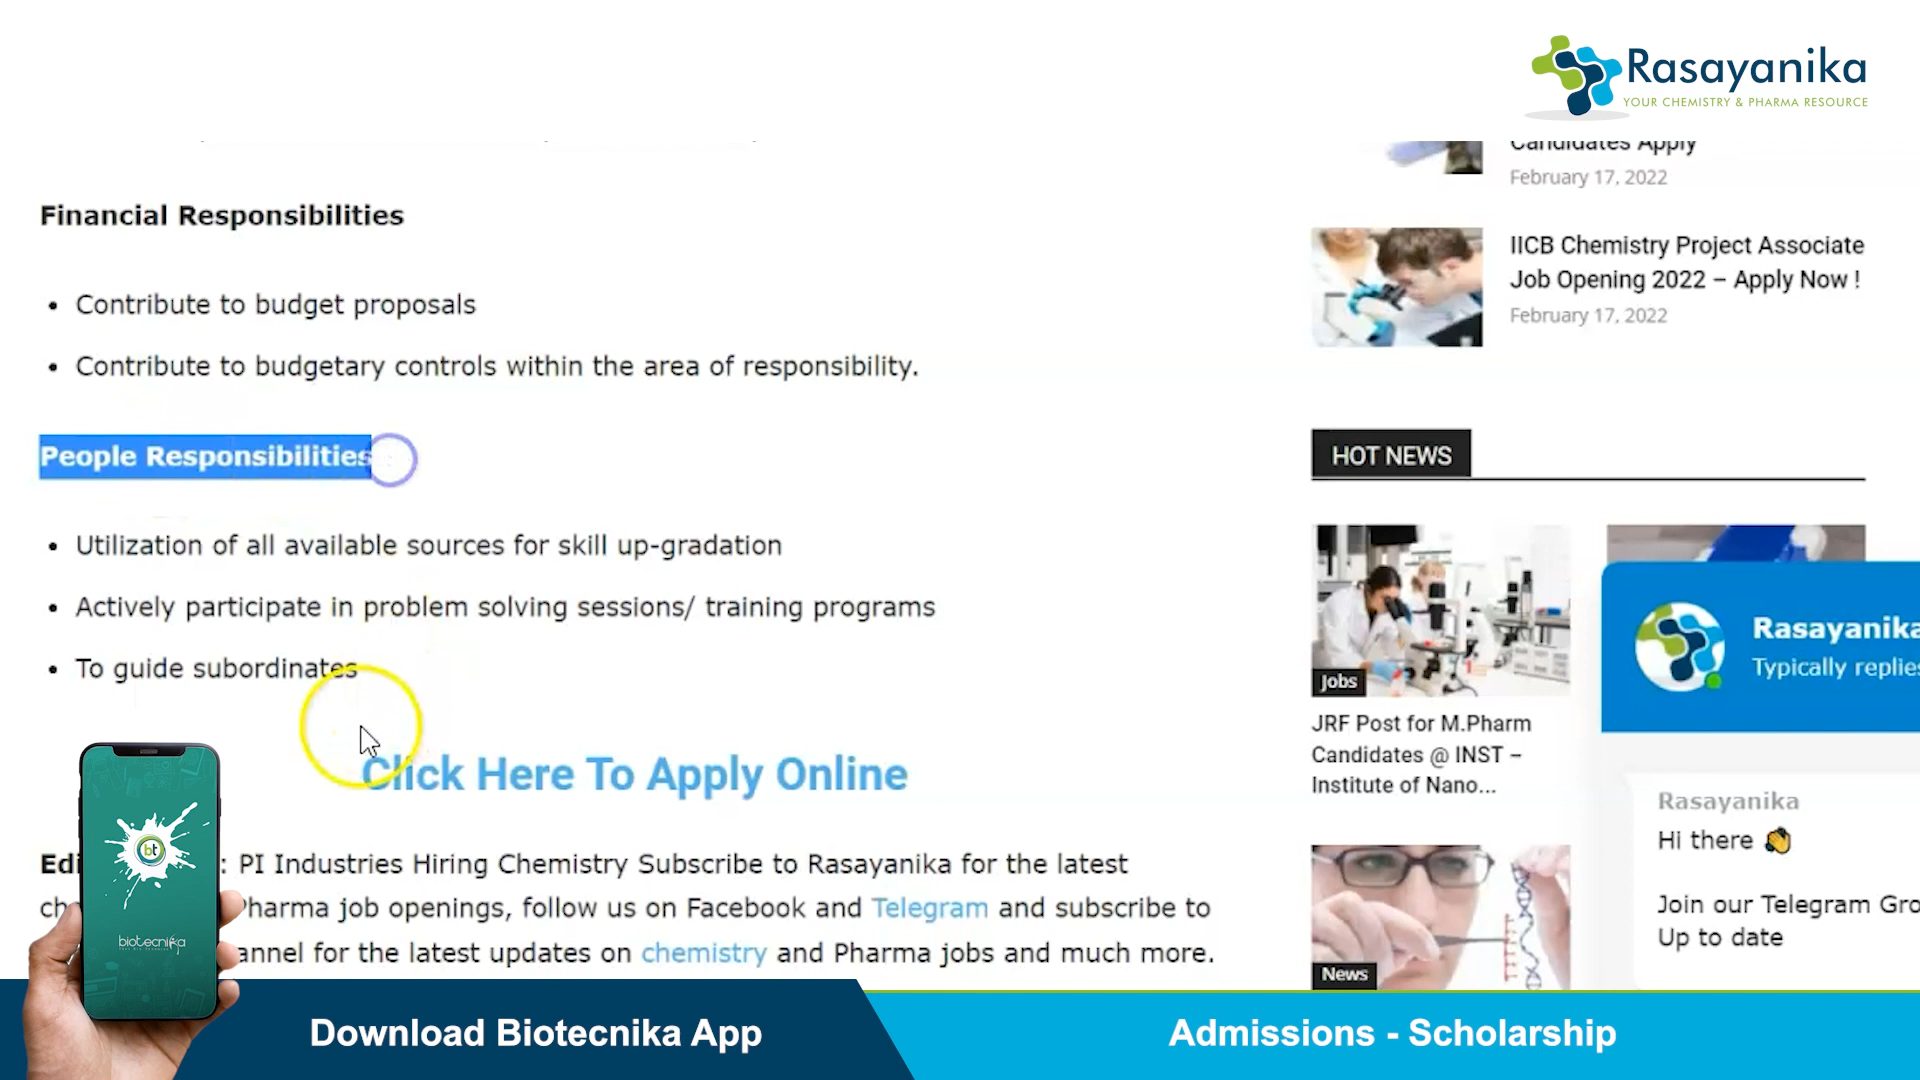 Rasayanika
YOUR CHEMISTRY & PHARMA RESOURCE
Financial Responsibilities
• Contribute to budget proposals
• Contribute to budgetary controls within the area of responsibility.
People Responsibilities
• Utilization of all available sources for skill up-gradation
• Actively participate in problem solving sessions/ training programs
• To guide subordinates
Click Here To Apply Online
: PI Industries Hiring Chemistry Subscribe to Rasayanika for the latest
Pharma job openings, follow us on Facebook and Telegram and subscribe to
for the latest updates on chemistry and Pharma jobs and much more.
Candidates Apply
February 17, 2022
IICB Chemistry Project Associate
Job Opening 2022 – Apply Now !
February 17, 2022
HOT NEWS
Jobs
JRF Post for M.Pharm
Candidates @ INST –
Institute of Nano...
News
Rasayanika
Typically replies
Rasayanika
Hi there 👋
Join our Telegram
Up to date
bt
biotecnika
Download Biotecnika App
Admissions - Scholarship